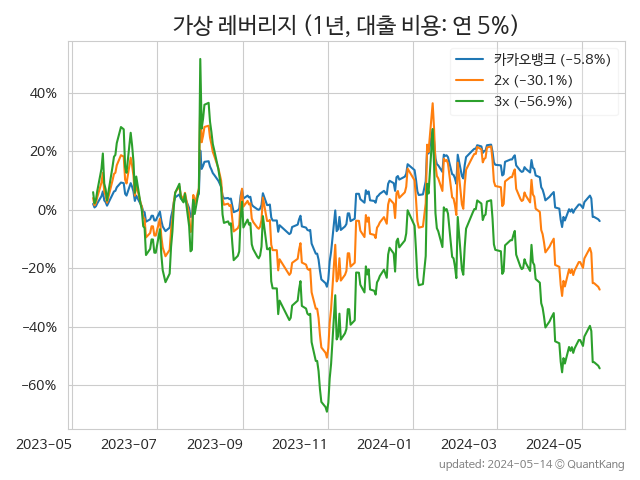 가상 레버리지 (1년, 대출 비용: 연 5%)
카카오뱅크 (−5.8%)
2x (−30.1%)
3x (−56.9%)
40%
20%
0%
−20%
−40%
−60%
2023-05 2023-07 2023-09 2023-11 2024-01 2024-03 2024-05
updated: 2024-05-14 © QuantKang